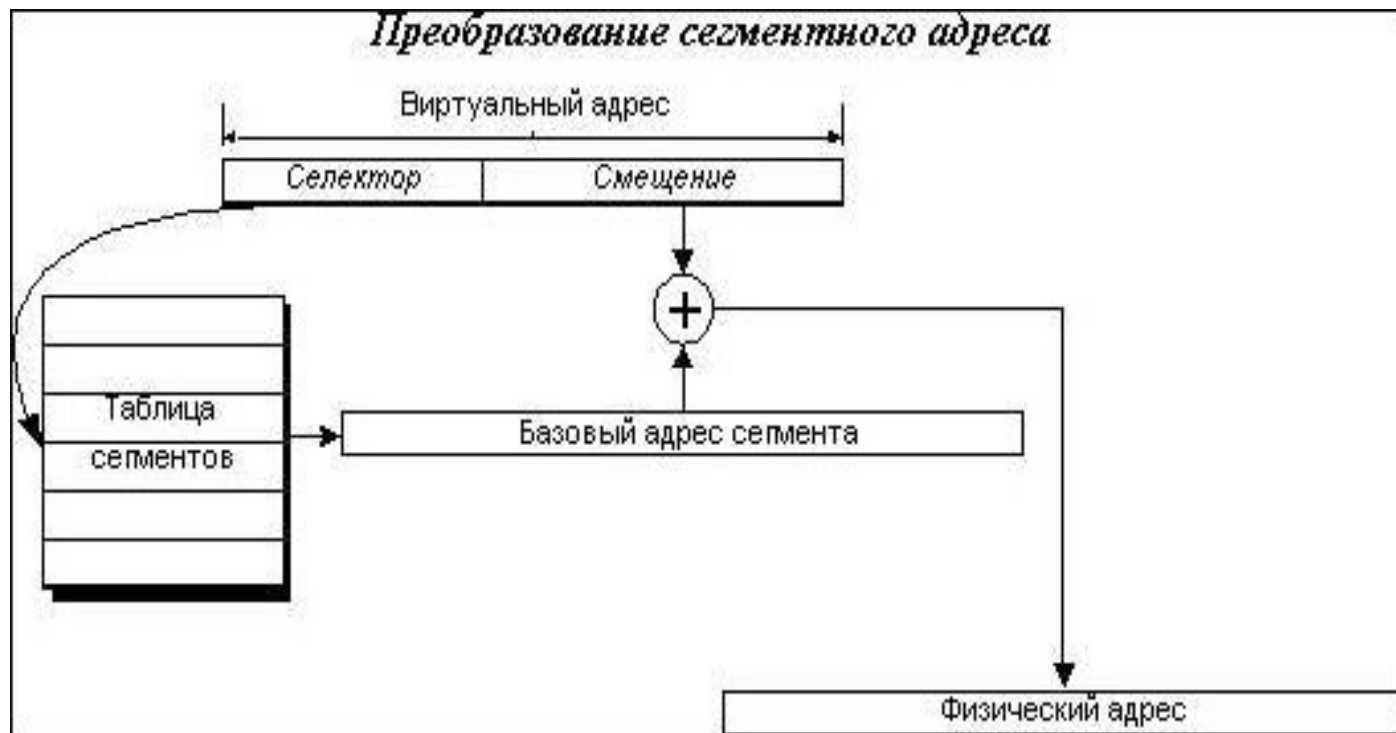 Преобразование сегментного адреса
Виртуальный адрес
Селектор Смещение
+
Таблица
сегментов
Базовый адрес сегмента
Физический адрес